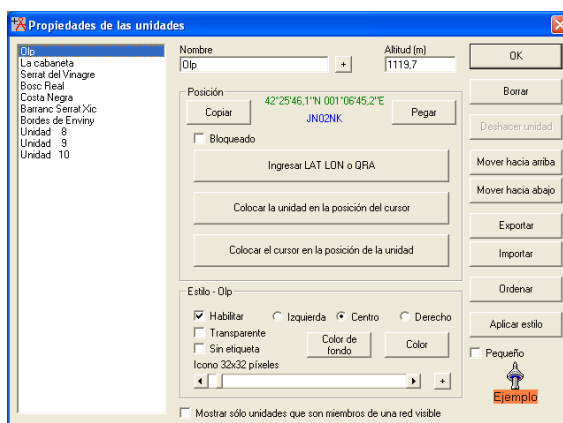 Propiedades de las unidades
Olp
La cabaneta
Serrat del Vinagre
Bosc Real
Costa Negra
Barranc Serrat Xic
Bordes de Enviny
Unidad 8
Unidad 9
Unidad 10
Nombre
Olp
+
Altitud (m)
1119,7
Posición
Copiar
42°25'46,1''N 001°06'45,2''E
JN02NK
Pegar
Bloqueado
Ingresar LAT LON o QRA
Colocar la unidad en la posición del cursor
Colocar el cursor en la posición de la unidad
Estilo - Olp
Habilitar
Izquierda
Centro
Derecho
Transparente
Sin etiqueta
Color de fondo
Color
Icono 32x32 píxeles
+
Mostrar sólo unidades que son miembros de una red visible
OK
Borrar
Deshacer unidad
Mover hacia arriba
Mover hacia abajo
Exportar
Importar
Ordenar
Aplicar estilo
Pequeño
Ejemplo